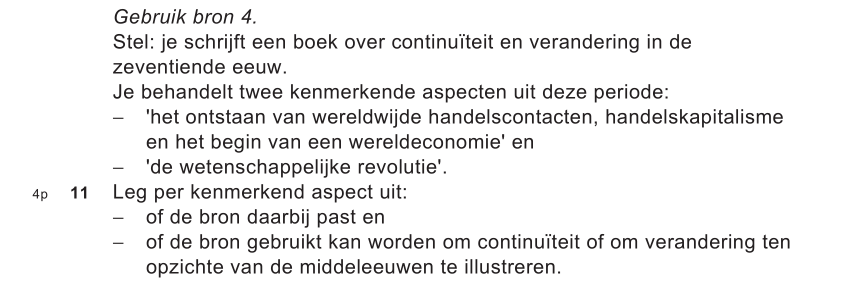 Gebruik bron 4.
Stel: je schrijft een boek over continuïteit en verandering in de
zeventiende eeuw.
Je behandelt twee kenmerkende aspecten uit deze periode:
– 'het ontstaan van wereldwijde handelscontacten, handelskapitalisme
en het begin van een wereldeconomie' en
– 'de wetenschappelijke revolutie'.
4p 11 Leg per kenmerkend aspect uit:
– of de bron daarbij past en
– of de bron gebruikt kan worden om continuïteit of om verandering ten
opzichte van de middeleeuwen te illustreren.